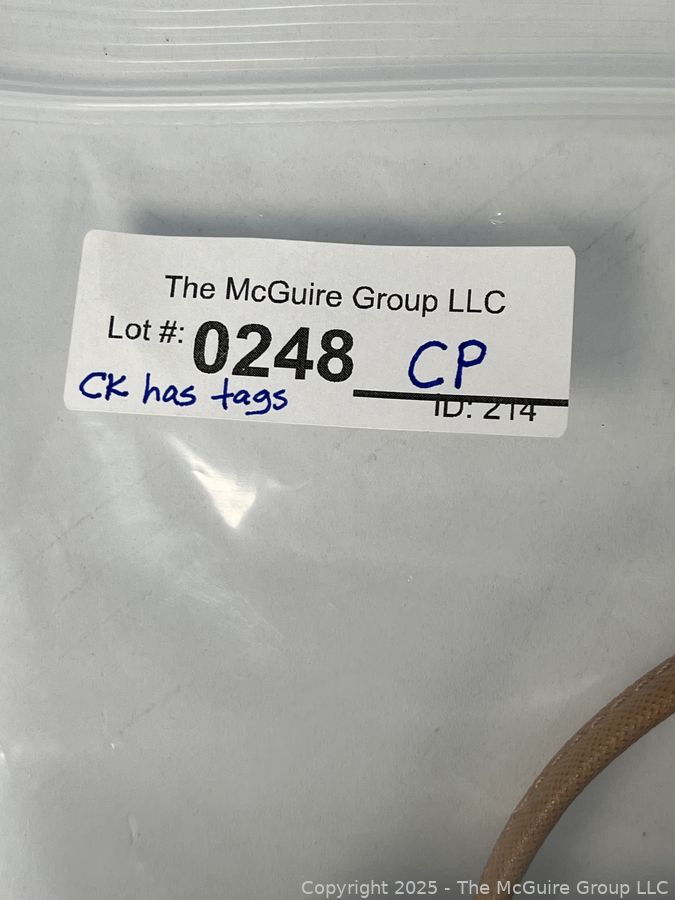 The McGuire Group LLC
Lot #: 0248 CP
CK has tags
ID: 214
Copyright 2025 - The McGuire Group LLC